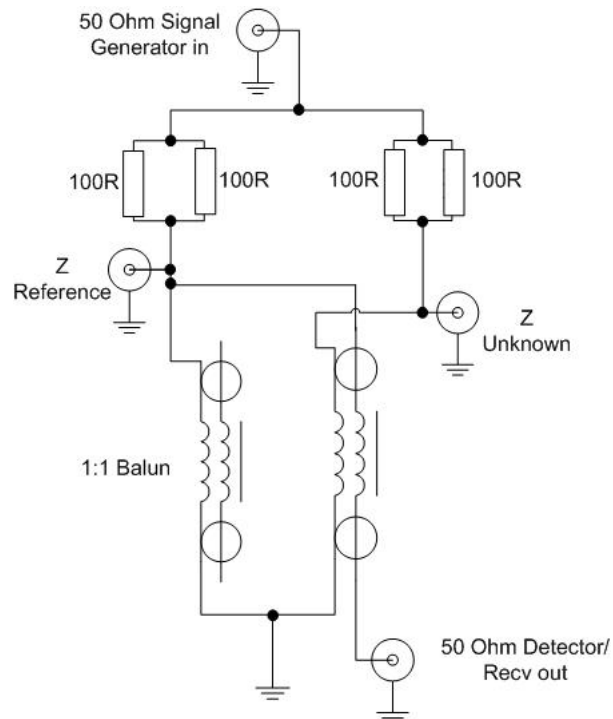 50 Ohm Signal
Generator in
100R
100R
100R
100R
Z
Reference
Z
Unknown
1:1 Balun
50 Ohm Detector/
Recv out